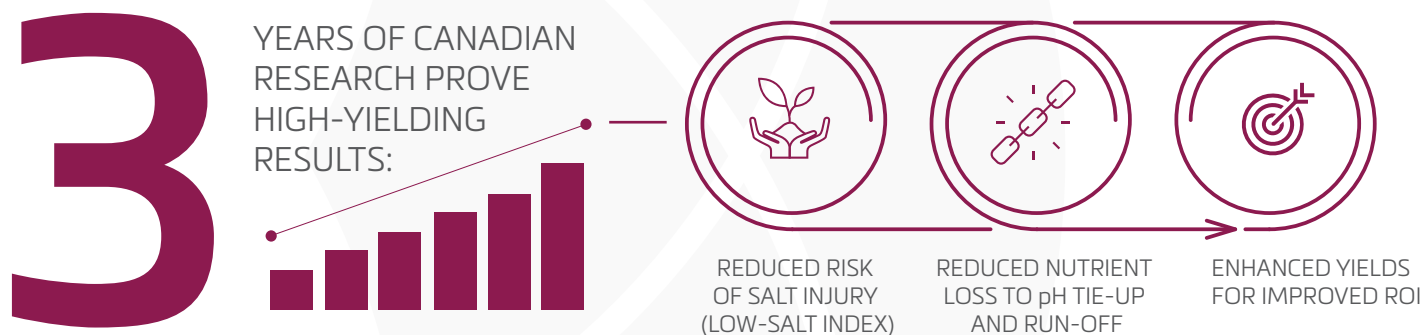 3
YEARS OF CANADIAN
RESEARCH PROVE
HIGH-YIELDING
RESULTS:
REDUCED RISK
OF SALT INJURY
(LOW-SALT INDEX)
REDUCED NUTRIENT
LOSS TO pH TIE-UP
AND RUN-OFF
ENHANCED YIELDS
FOR IMPROVED ROI